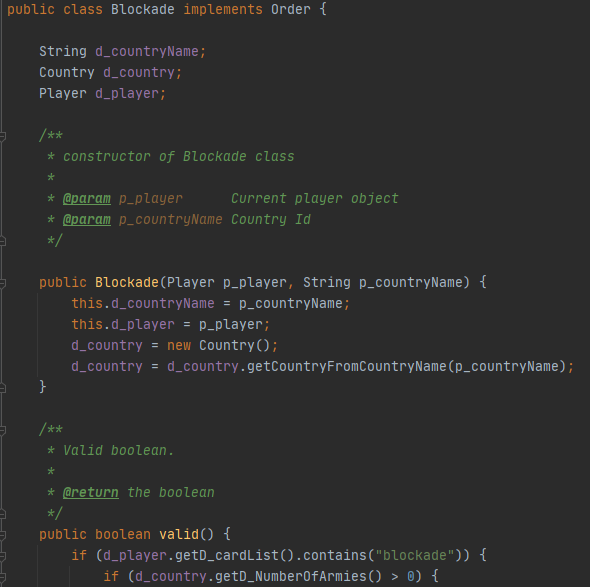 public class Blockade implements Order {
String d_countryName;
Country d_country;
Player d_player;
/**
* constructor of Blockade class
*
* @param p_player      Current player object
* @param p_countryName Country Id
*/
public Blockade(Player p_player, String p_countryName) {
this.d_countryName = p_countryName;
this.d_player = p_player;
d_country = new Country();
d_country = d_country.getCountryFromCountryName(p_countryName);
}
/**
* Valid boolean.
*
* @return the boolean
*/
public boolean valid() {
if (d_player.getD_cardList().contains("blockade")) {
if (d_country.getD_NumberOfArmies() > 0) {